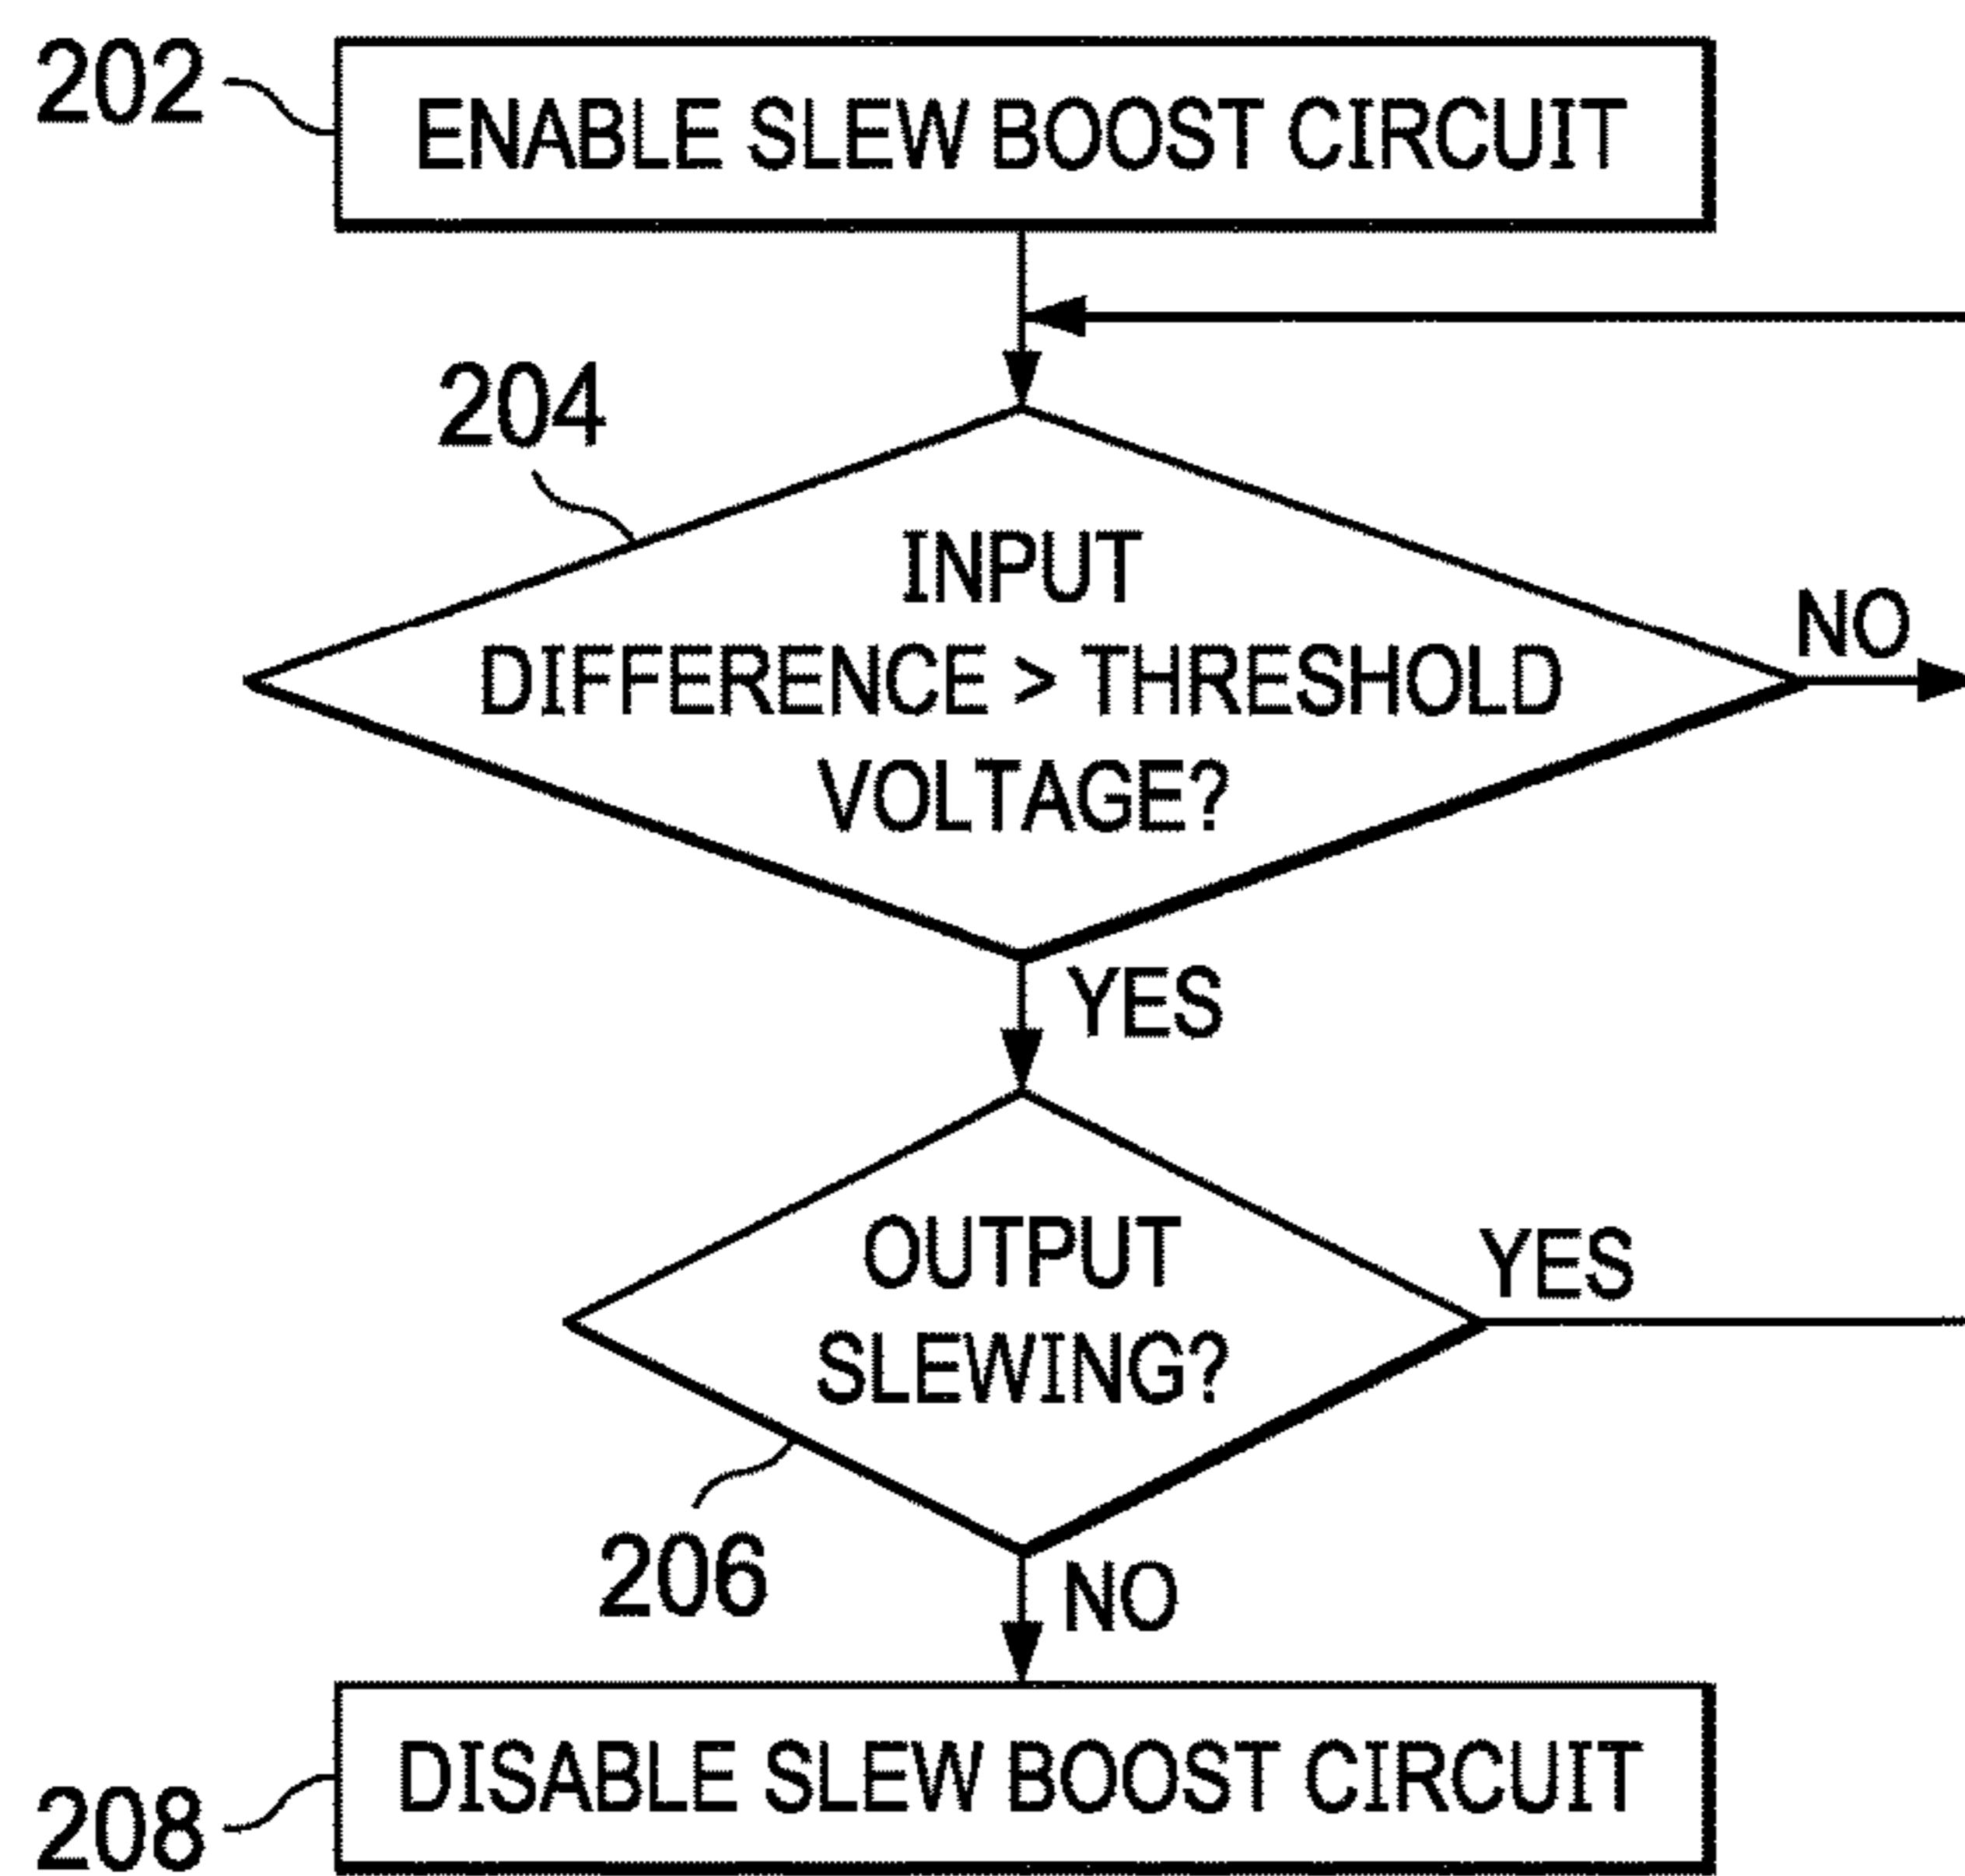 202
ENABLE SLEW BOOST CIRCUIT
204
INPUT
DIFFERENCE > THRESHOLD
VOLTAGE?
NO
YES
OUTPUT
SLEWING?
YES
206
NO
DISABLE SLEW BOOST CIRCUIT
208